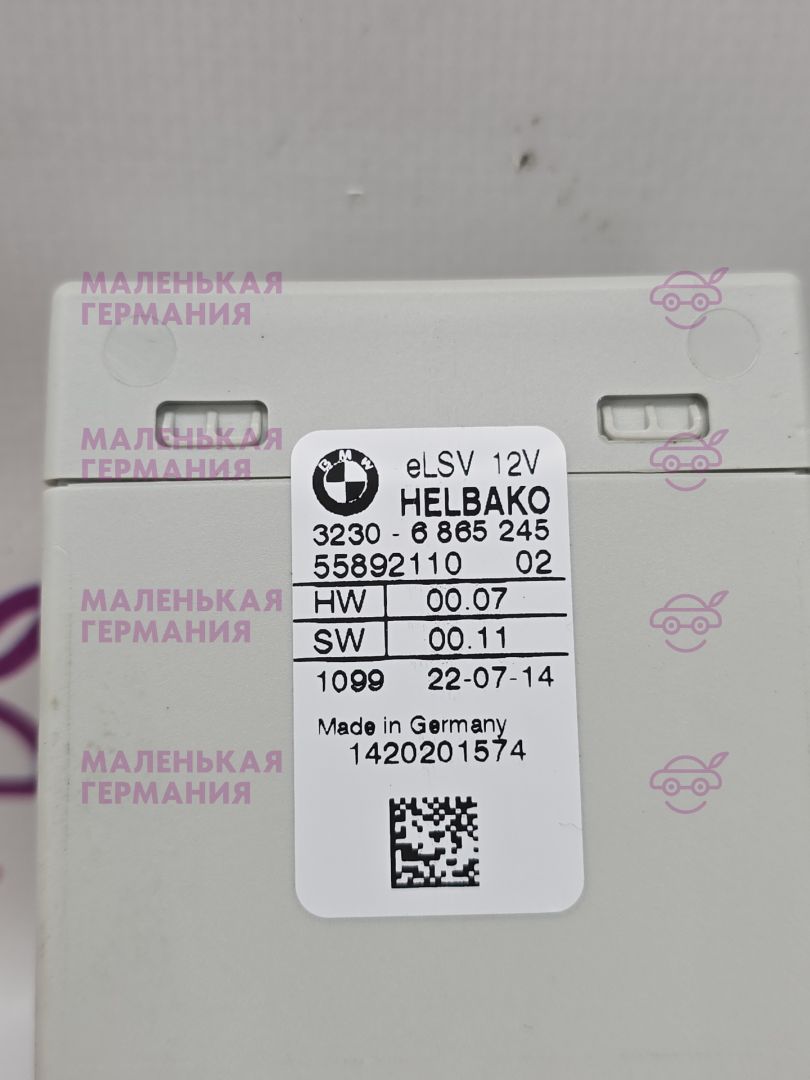 МАЛЕНЬКАЯ
ГЕРМАНИЯ
МАЛЕНЬКАЯ
ГЕРМАНИЯ
BMW
eLSV 12V
HELBAKO
3230 - 6 865 245
55892110 02
HW 00.07
SW 00.11
1099 22-07-14
Made in Germany
1420201574
МАЛЕНЬКАЯ
ГЕРМАНИЯ
МАЛЕНЬКАЯ
ГЕРМАНИЯ